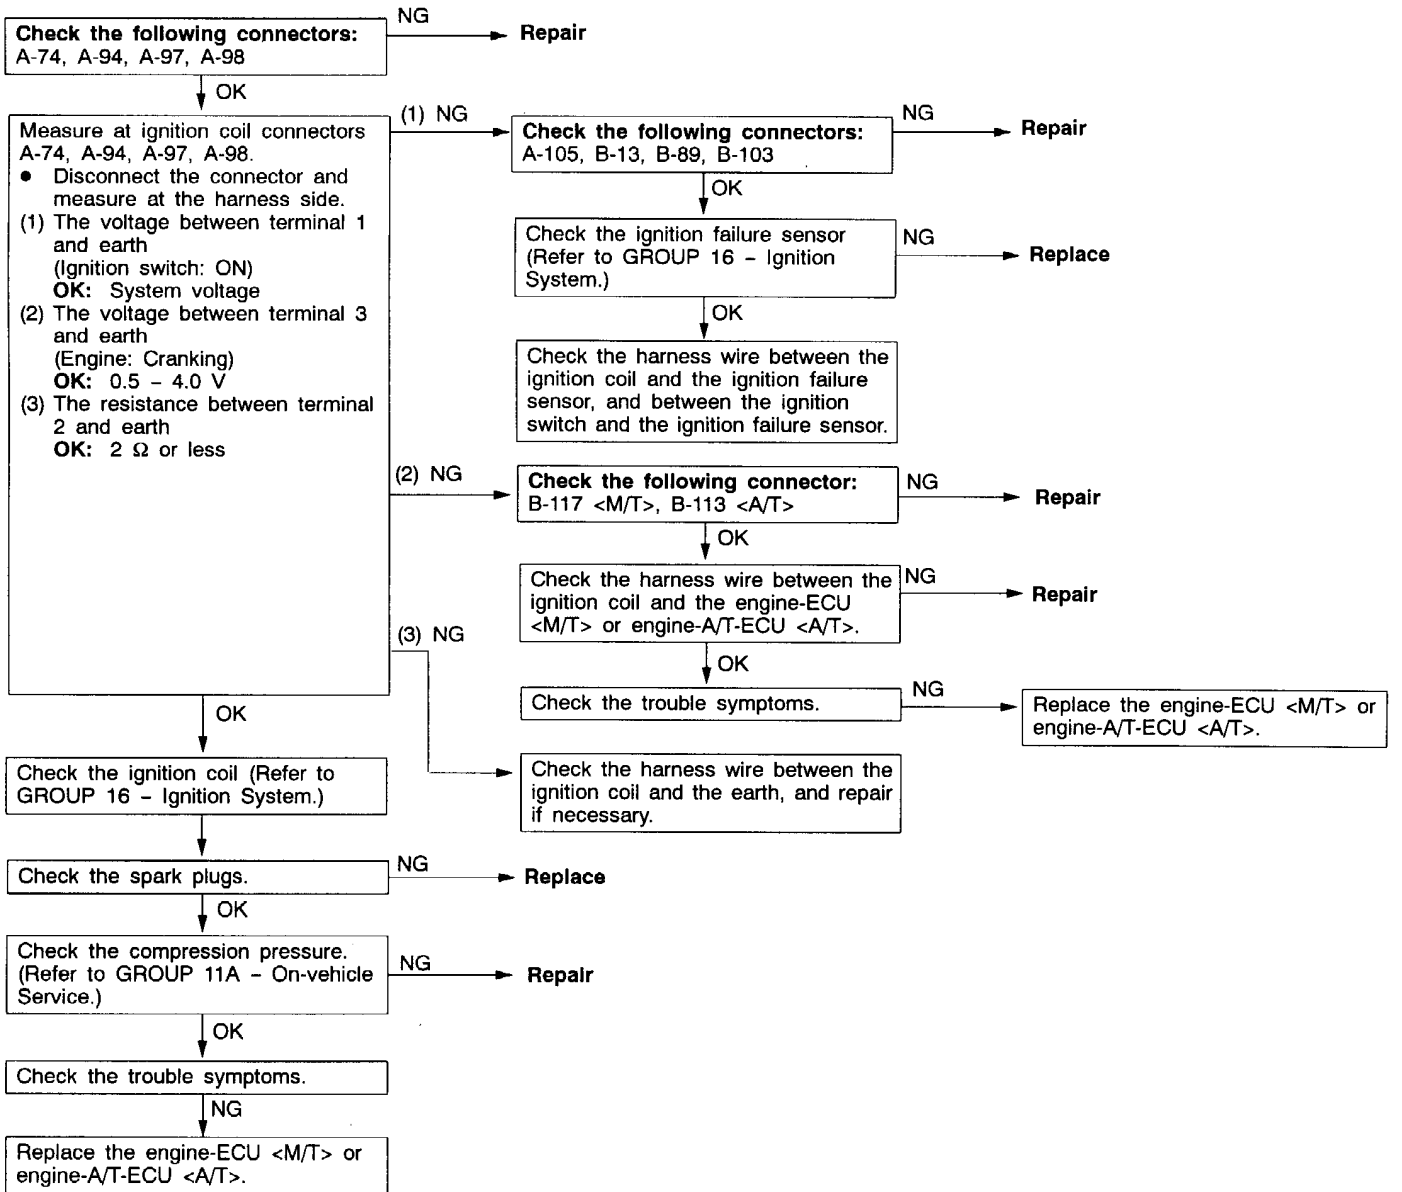 Check the following connectors:
A-74, A-94, A-97, A-98
NG
Repair
OK
Measure at ignition coil connectors
A-74, A-94, A-97, A-98.
● Disconnect the connector and
measure at the harness side.
(1) The voltage between terminal 1
and earth
(Ignition switch: ON)
OK: System voltage
(2) The voltage between terminal 3
and earth
(Engine: Cranking)
OK: 0.5 – 4.0 V
(3) The resistance between terminal
2 and earth
OK: 2 Ω or less
(1) NG
Check the following connectors:
A-105, B-13, B-89, B-103
NG
Repair
OK
Check the ignition failure sensor
(Refer to GROUP 16 – Ignition
System.)
NG
Replace
OK
Check the harness wire between the
ignition coil and the ignition failure
sensor, and between the ignition
switch and the ignition failure sensor.
(2) NG
Check the following connector:
B-117 <M/T>, B-113 <A/T>
NG
Repair
OK
Check the harness wire between the
ignition coil and the engine-ECU
<M/T> or engine-A/T-ECU <A/T>.
NG
Repair
OK
Check the trouble symptoms.
NG
Replace the engine-ECU <M/T> or
engine-A/T-ECU <A/T>.
(3) NG
Check the harness wire between the
ignition coil and the earth, and repair
if necessary.
OK
Check the ignition coil (Refer to
GROUP 16 – Ignition System.)
Check the spark plugs.
NG
Replace
OK
Check the compression pressure.
(Refer to GROUP 11A – On-vehicle
Service.)
NG
Repair
OK
Check the trouble symptoms.
NG
Replace the engine-ECU <M/T> or
engine-A/T-ECU <A/T>.